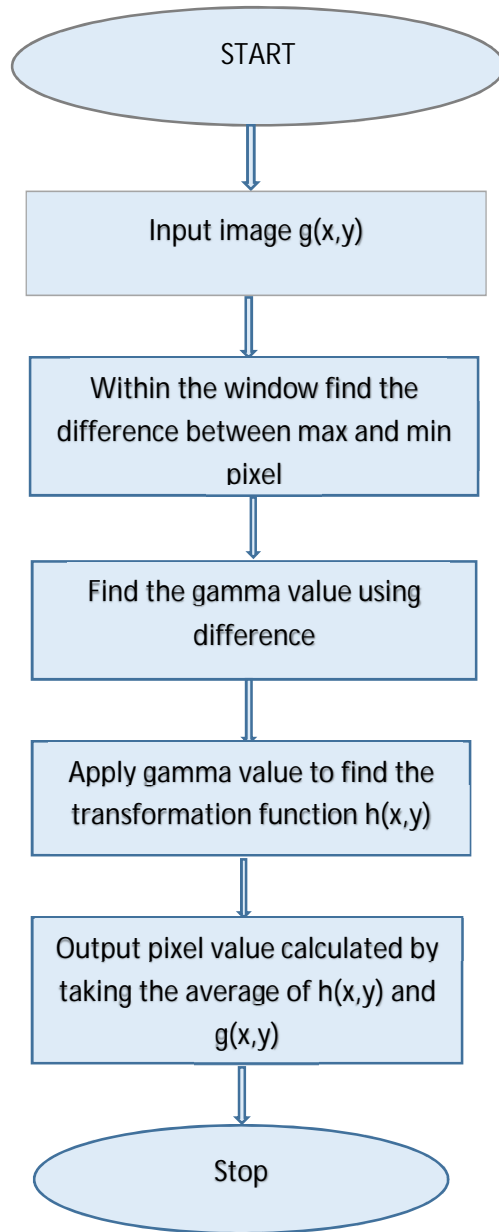 START
Input image g(x,y)
Within the window find the
difference between max and min
pixel
Find the gamma value using
difference
Apply gamma value to find the
transformation function h(x,y)
Output pixel value calculated by
taking the average of h(x,y) and
g(x,y)
Stop